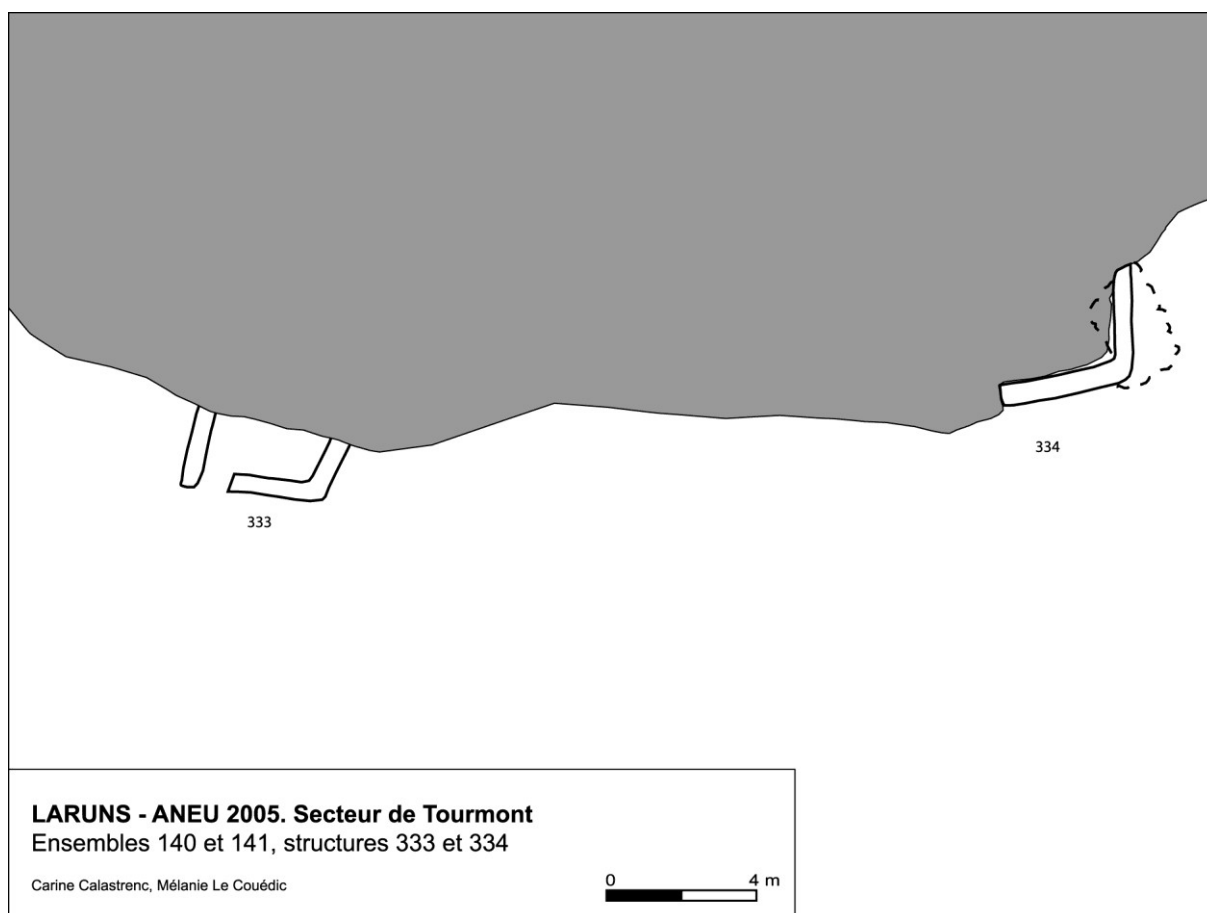 334
333
LARUNS - ANEU 2005. Secteur de Tourmont
Ensembles 140 et 141, structures 333 et 334
Carine Calastrenc, Mélanie Le Couédic
0 4 m